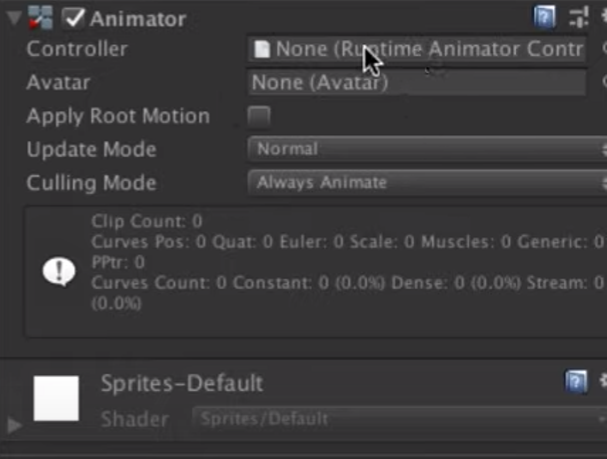 Animator
Controller None (Runtime Animator Contr
Avatar None (Avatar)
Apply Root Motion
Update Mode Normal
Culling Mode Always Animate
Clip Count: 0
Curves Pos: 0 Quat: 0 Euler: 0 Scale: 0 Muscles: 0 Generic: 0
PPtr: 0
Curves Count: 0 Constant: 0 (0.0%) Dense: 0 (0.0%) Stream: 0
(0.0%)
Sprites-Default
Shader Sprites/Default